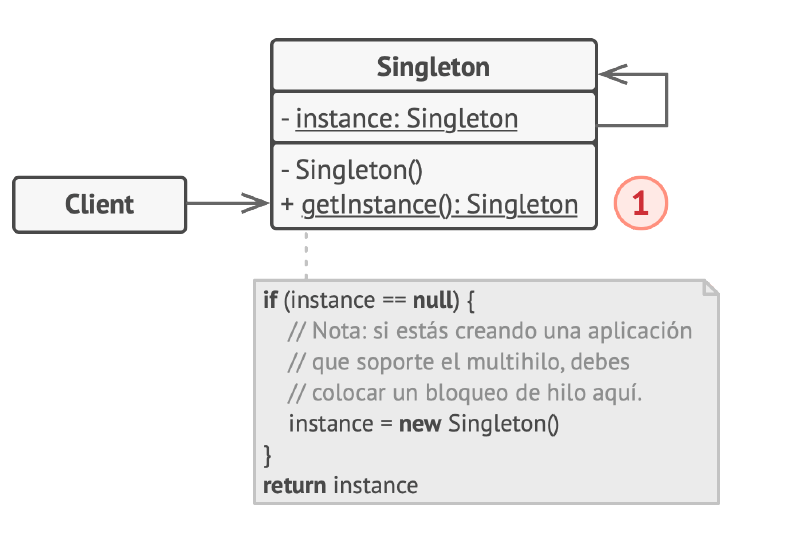 Singleton
- instance: Singleton
- Singleton()
Client
+ getInstance(): Singleton
1
if (instance == null) {
// Nota: si estás creando una aplicación
// que soporte el multihilo, debes
// colocar un bloqueo de hilo aquí.
instance = new Singleton()
}
return instance